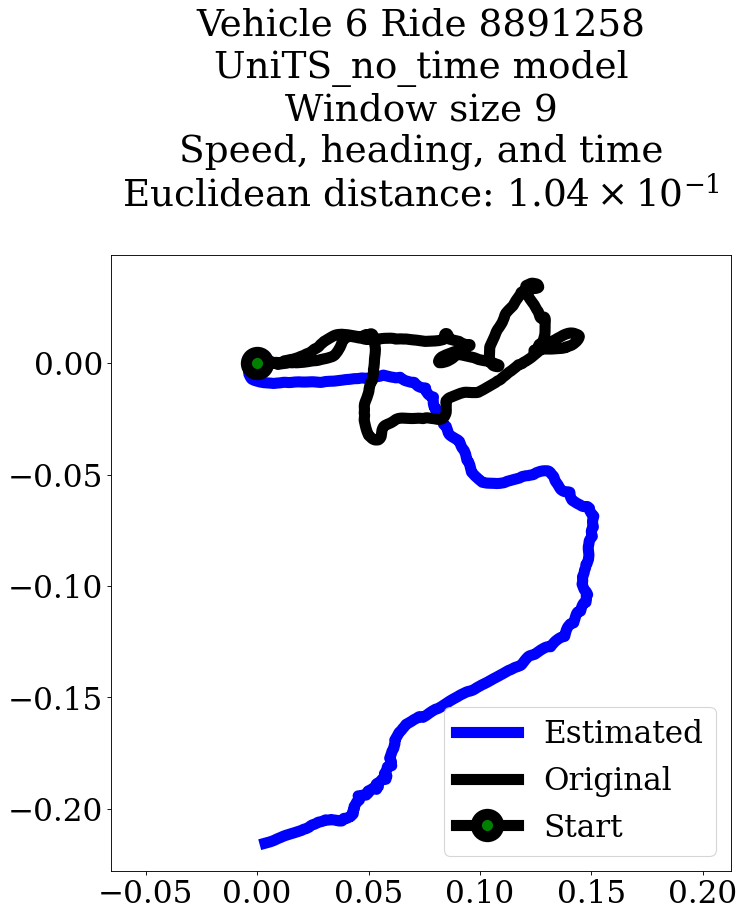 Vehicle 6 Ride 8891258
UniTS_no_time model
Window size 9
Speed, heading, and time
Euclidean distance: 1.04 × 10⁻¹
0.00
−0.05
−0.10
−0.15
−0.20
Estimated
Original
Start
−0.05 0.00 0.05 0.10 0.15 0.20